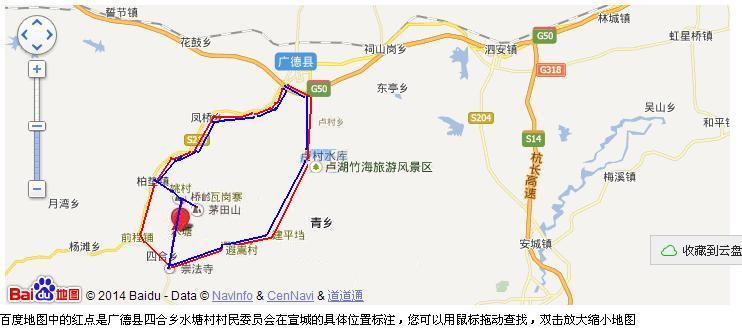 誓节镇
花鼓乡
祠山岗乡
泗安镇
G50
林城镇
虹星桥镇
广德县
G318
G50
东亭乡
凤桥乡
卢村乡
S204
吴山乡
和平镇
S14
卢村水库
卢湖竹海旅游风景区
杭长高速
梅溪镇
柏垫镇
桃村
桥岭瓦岗寨
茅田山
月湾乡
青乡
前程铺
水塘
建平垱
安城镇
杨滩乡
四合乡
遐嵩村
崇法寺
收藏到云盘
Baidu地图 © 2014 Baidu - Data © NavInfo & CenNavi & 道道通
百度地图中的红点是广德县四合乡水塘村村民委员会在宣城的具体位置标注，您可以用鼠标拖动查找，双击放大缩小地图